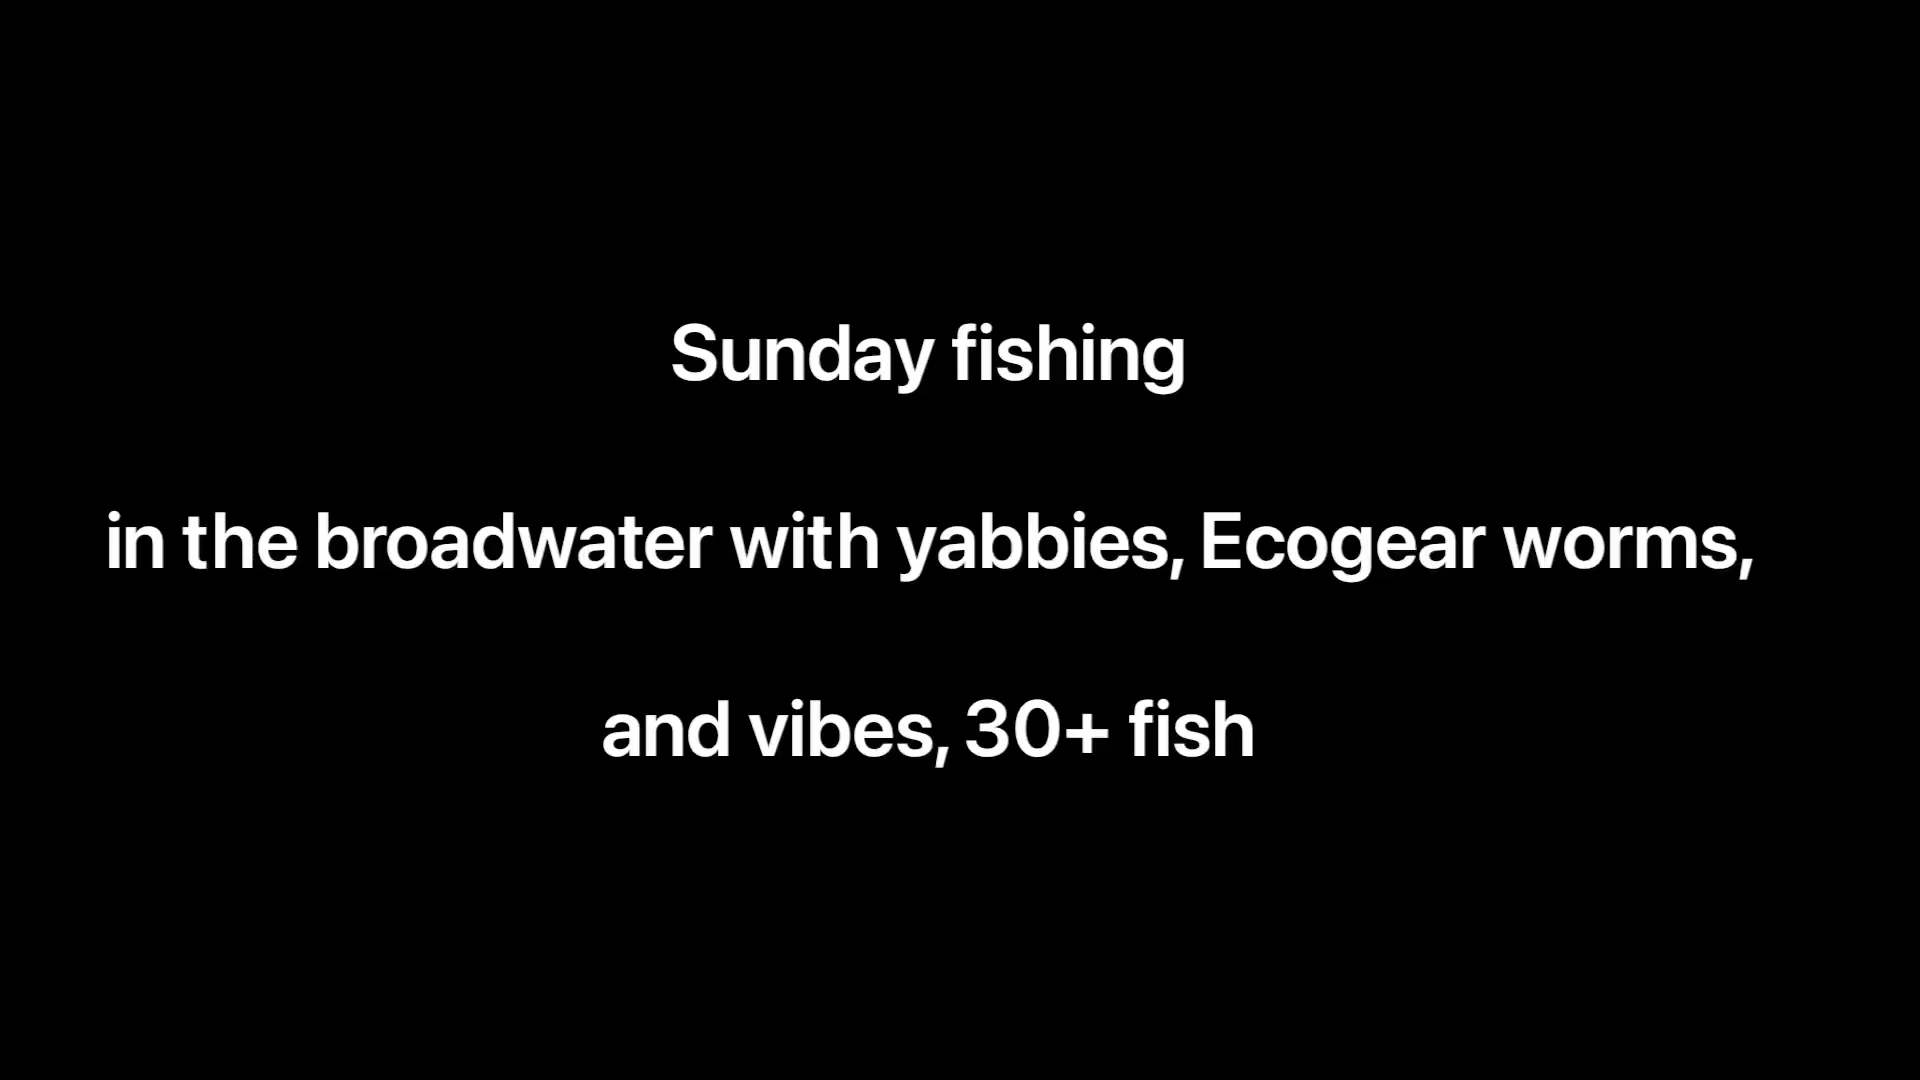 Sunday fishing
in the broadwater with yabbies, Ecogear worms,
and vibes, 30+ fish